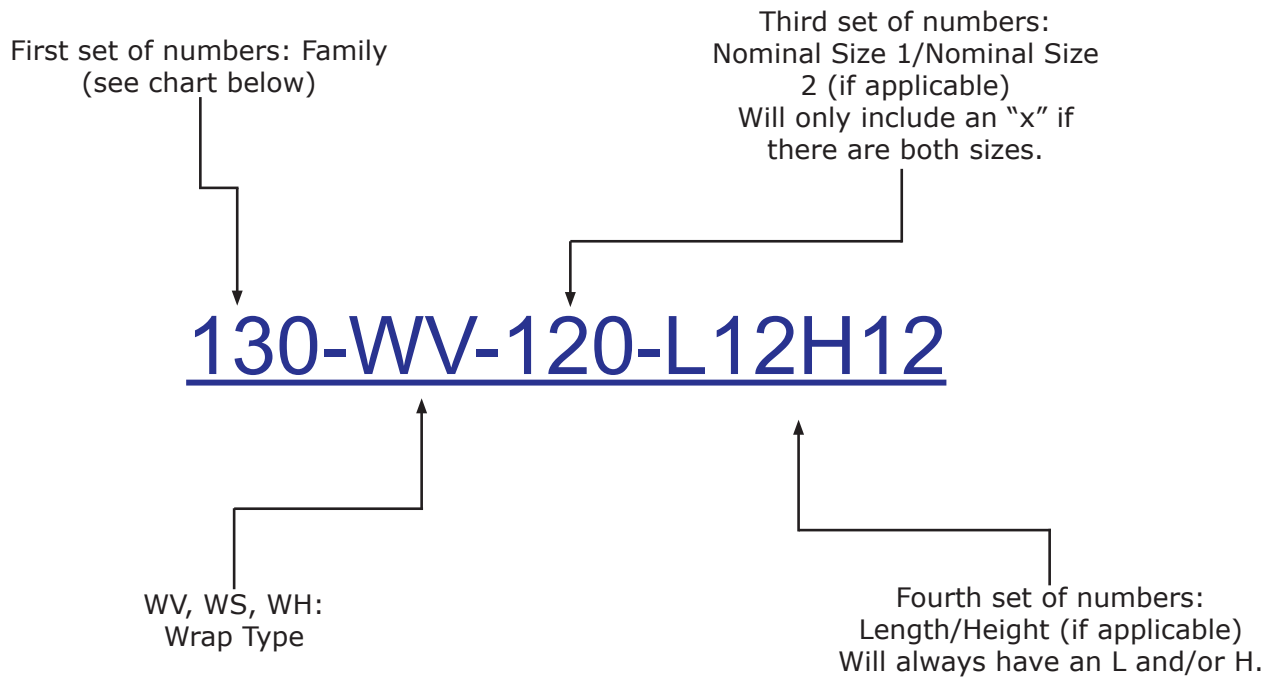 First set of numbers: Family
(see chart below)
Third set of numbers:
Nominal Size 1/Nominal Size
2 (if applicable)
Will only include an “x” if
there are both sizes.
130-WV-120-L12H12
WV, WS, WH:
Wrap Type
Fourth set of numbers:
Length/Height (if applicable)
Will always have an L and/or H.